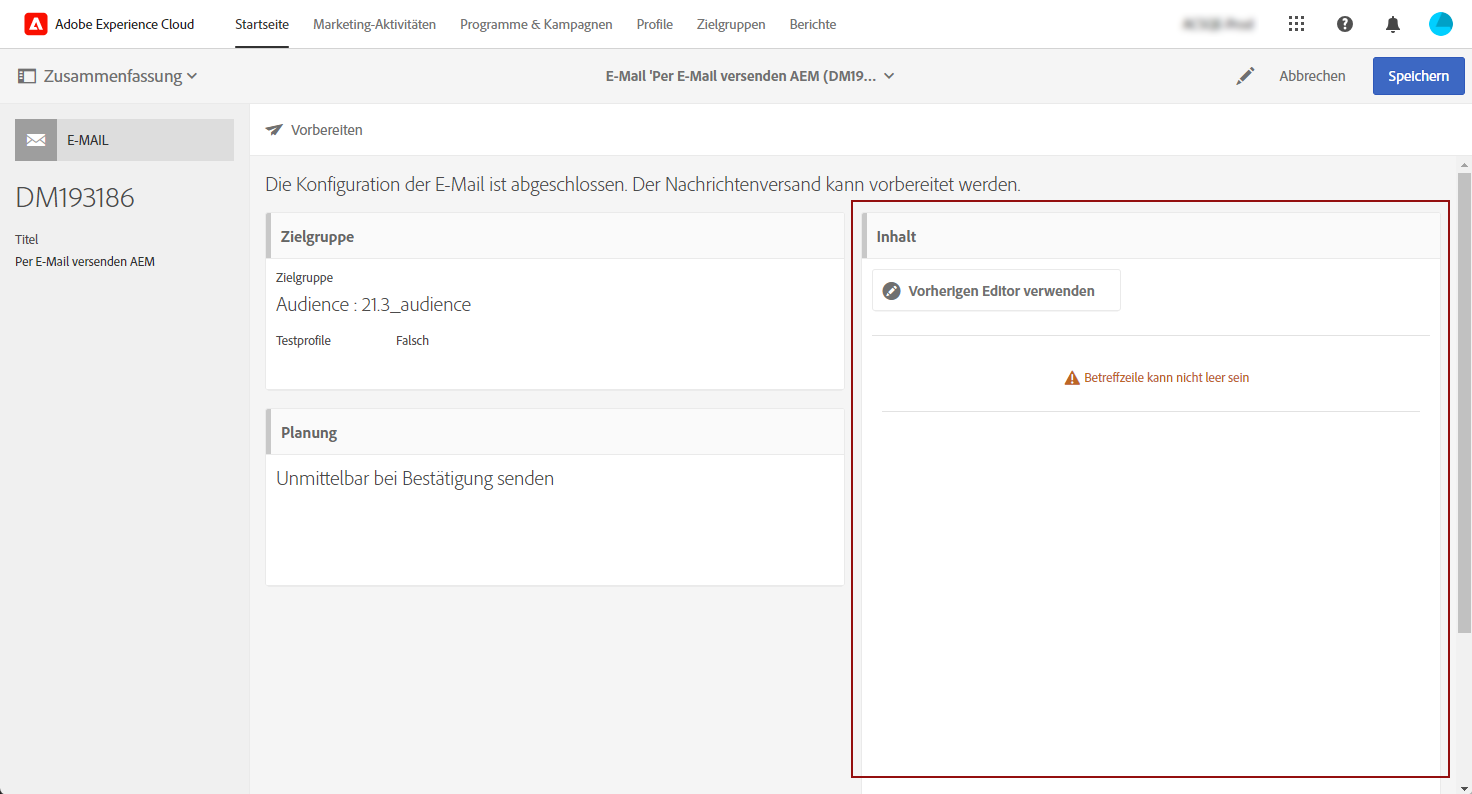 Adobe Experience Cloud Startseite Marketing-Aktivitäten Programme & Kampagnen Profile Zielgruppen Berichte
Zusammenfassung E-Mail 'Per E-Mail versenden AEM (DM19... Abbrechen Speichern
E-MAIL
Vorbereiten
DM193186
Titel
Per E-Mail versenden AEM
Die Konfiguration der E-Mail ist abgeschlossen. Der Nachrichtenversand kann vorbereitet werden.
Zielgruppe
Zielgruppe
Audience : 21.3_audience
Testprofile Falsch
Planung
Unmittelbar bei Bestätigung senden
Inhalt
Vorherigen Editor verwenden
Betreffzeile kann nicht leer sein